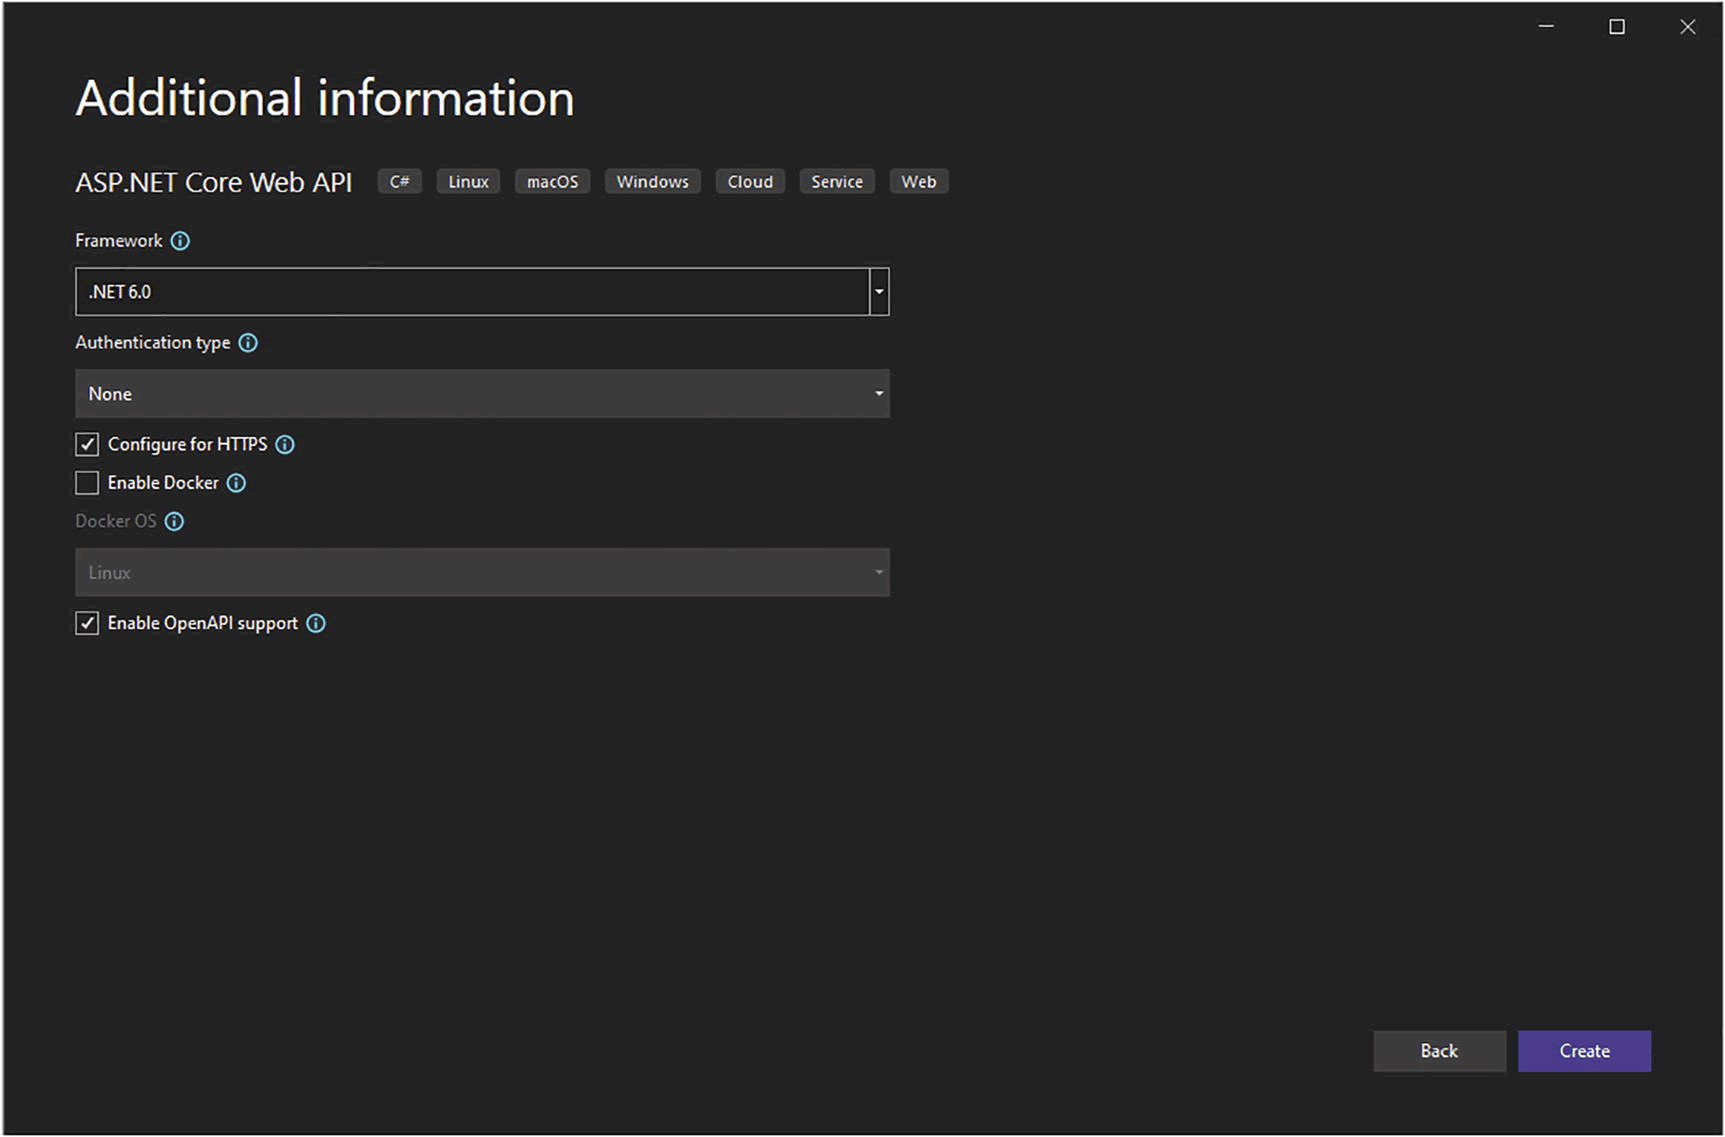 Additional information
ASP.NET Core Web API C# Linux macOS Windows Cloud Service Web
Framework
.NET 6.0
Authentication type
None
Configure for HTTPS
Enable Docker
Docker OS
Linux
Enable OpenAPI support
Back Create